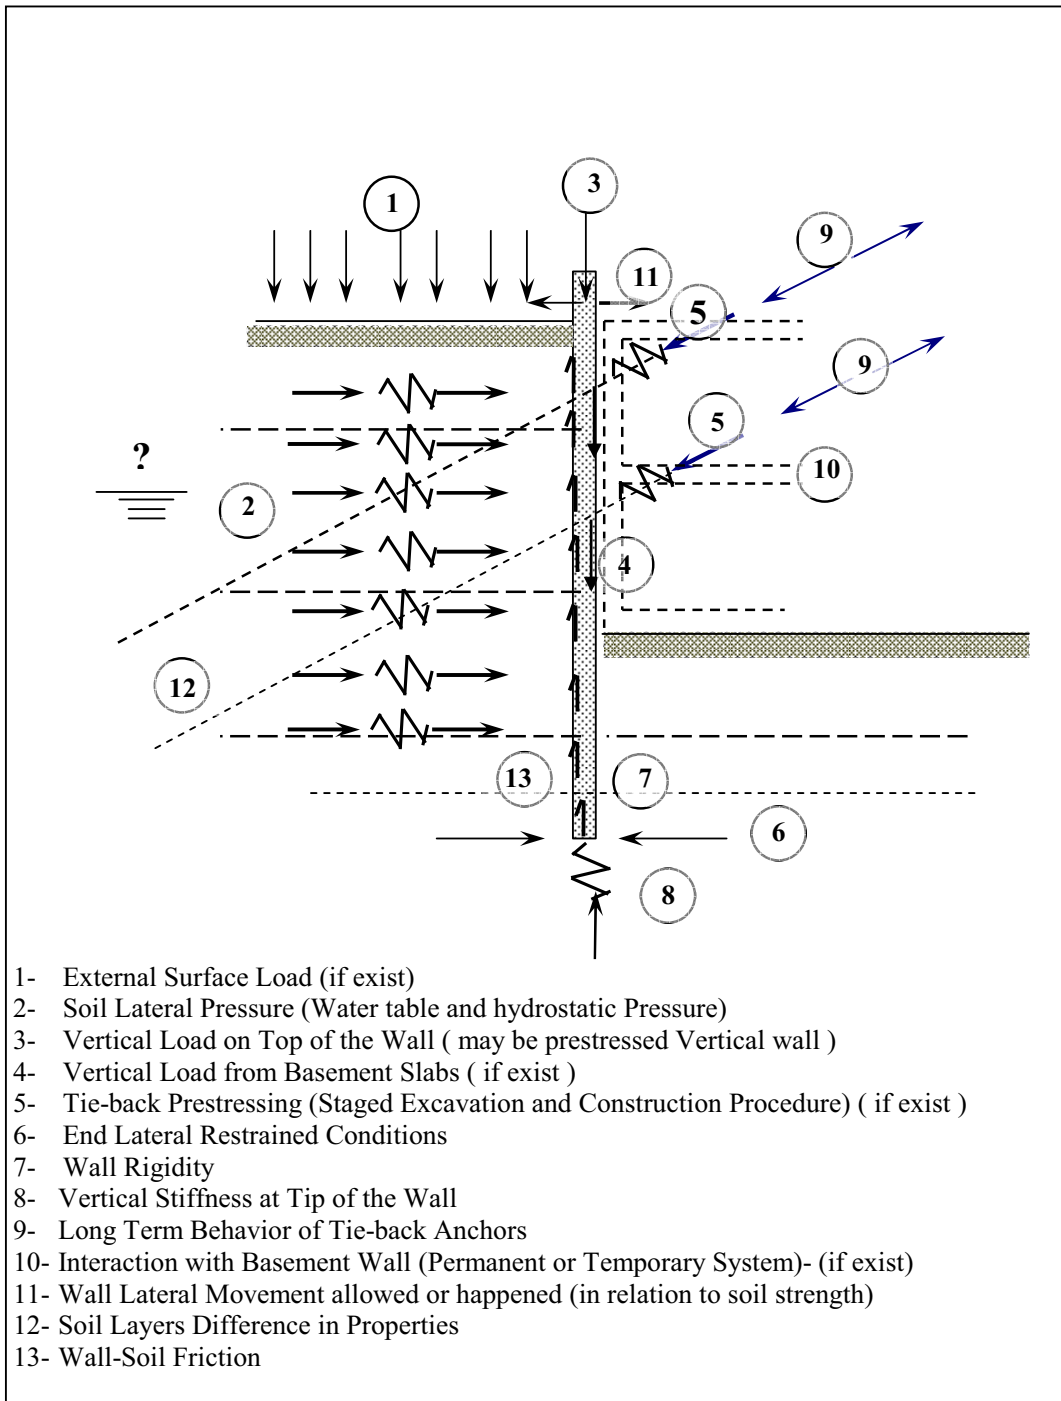 1
3
9
11
5
9
5
?
10
2
4
12
13
7
6
8
1- External Surface Load (if exist)
2- Soil Lateral Pressure (Water table and hydrostatic Pressure)
3- Vertical Load on Top of the Wall ( may be prestressed Vertical wall )
4- Vertical Load from Basement Slabs ( if exist )
5- Tie-back Prestressing (Staged Excavation and Construction Procedure) ( if exist )
6- End Lateral Restrained Conditions
7- Wall Rigidity
8- Vertical Stiffness at Tip of the Wall
9- Long Term Behavior of Tie-back Anchors
10- Interaction with Basement Wall (Permanent or Temporary System)- (if exist)
11- Wall Lateral Movement allowed or happened (in relation to soil strength)
12- Soil Layers Difference in Properties
13- Wall-Soil Friction